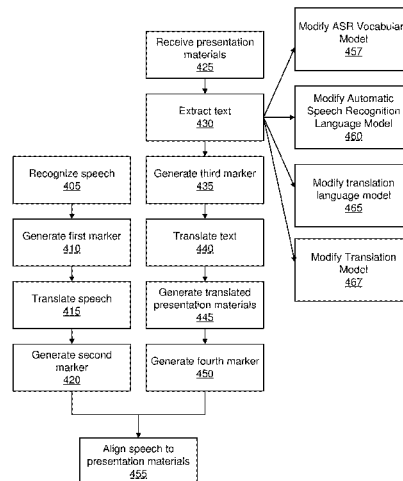 Receive presentation
materials
425
Extract text
430
Recognize speech
405
Generate third marker
435
Generate first marker
410
Translate text
440
Translate speech
415
Generate translated
presentation materials
445
Generate second
marker
420
Generate fourth marker
450
Align speech to
presentation materials
455
Modify ASR Vocabulary
Model
457
Modify Automatic
Speech Recognition
Language Model
460
Modify translation
language model
465
Modify Translation
Model
467